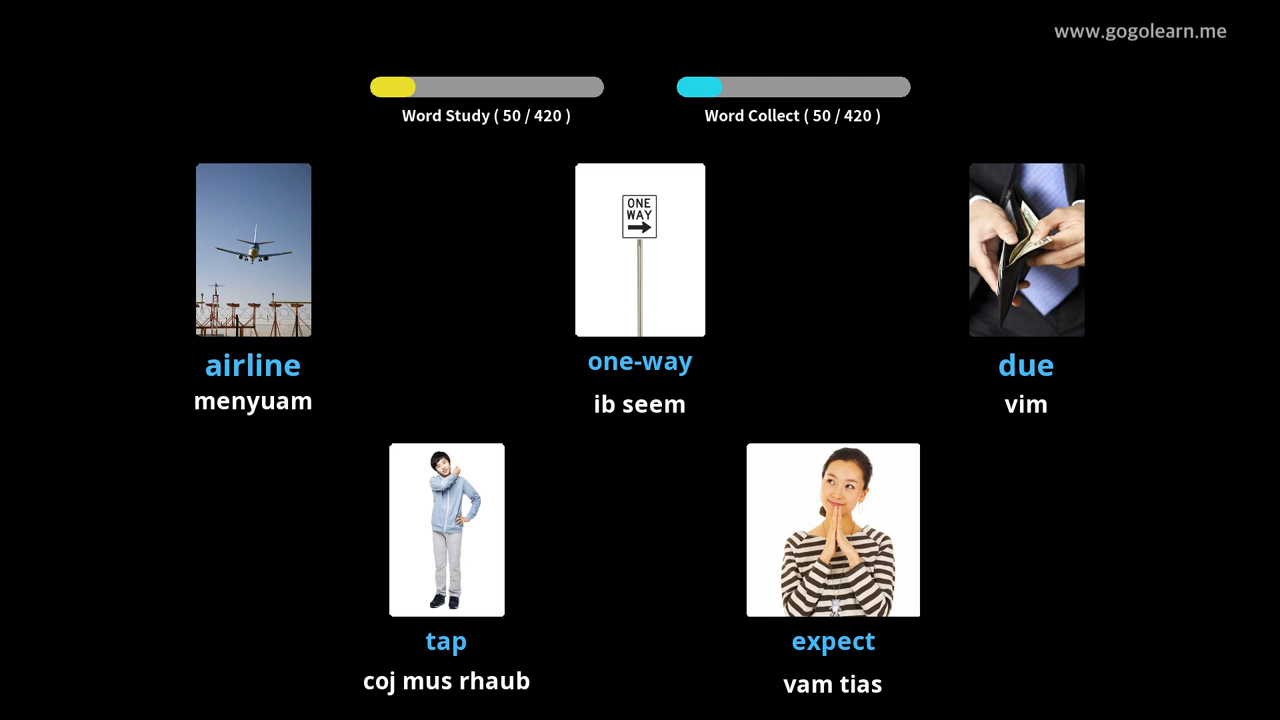 www.gogolearn.me
Word Study ( 50 / 420 )
Word Collect ( 50 / 420 )
ONE
WAY
airline
menyuam
one-way
ib seem
due
vim
tap
coj mus rhaub
expect
vam tias